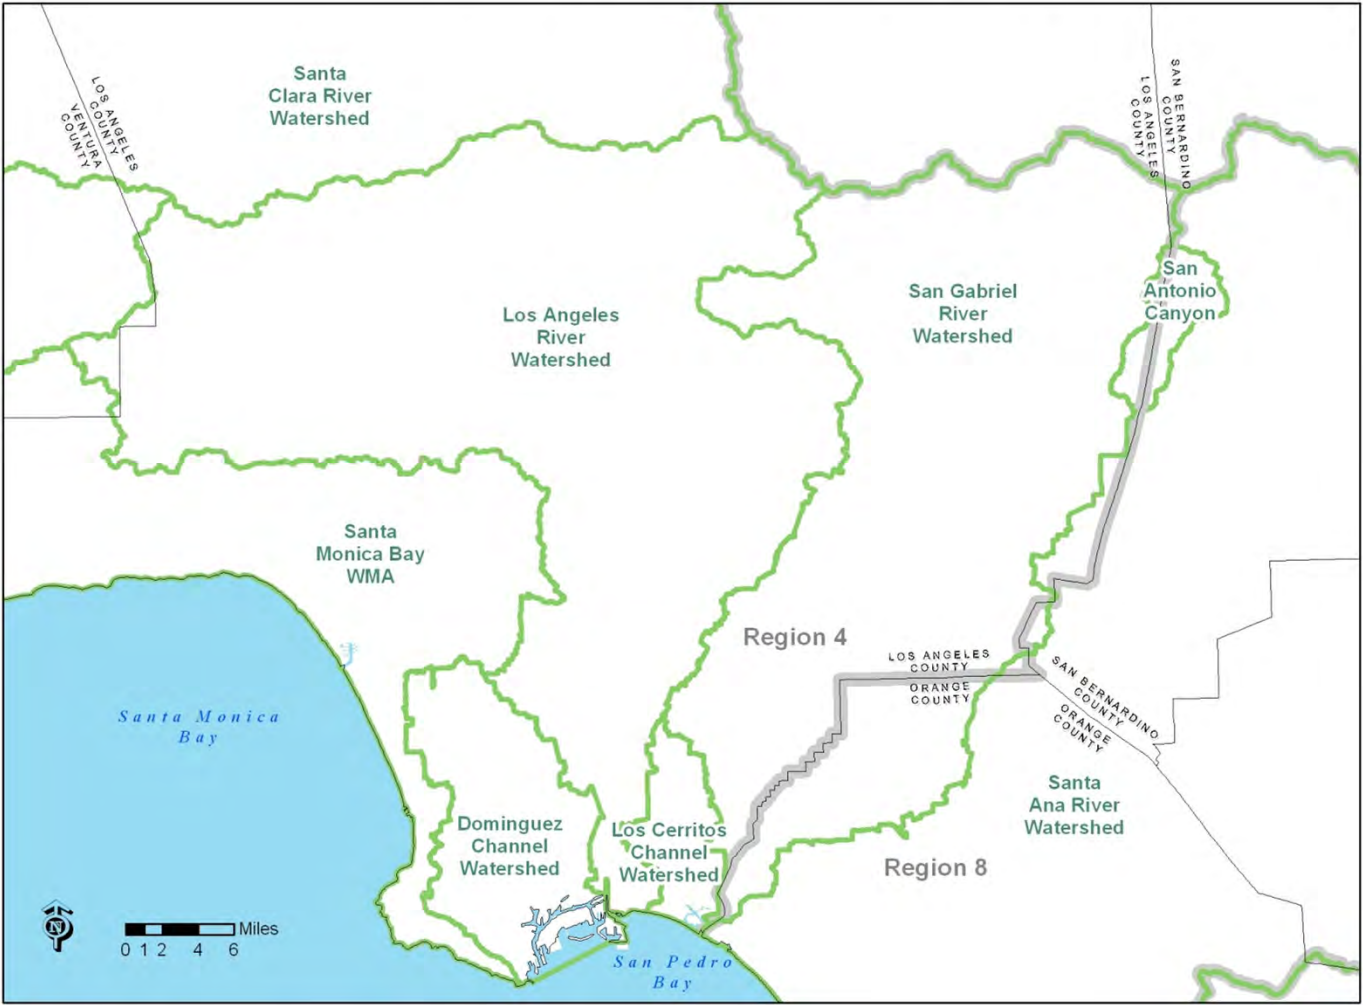 Santa
Clara River
Watershed
LOS ANGELES
COUNTY
VENTURA
COUNTY
SAN BERNARDINO
COUNTY
LOS ANGELES
COUNTY
San
Antonio
Canyon
San Gabriel
River
Watershed
Los Angeles
River
Watershed
Santa
Monica Bay
WMA
Region 4
LOS ANGELES
COUNTY
ORANGE
COUNTY
SAN BERNARDINO
COUNTY
ORANGE
COUNTY
Santa Monica
Bay
Santa
Ana River
Watershed
Dominguez
Channel
Watershed
Los Cerritos
Channel
Watershed
Region 8
N
Miles
0 1 2 4 6
San Pedro
Bay